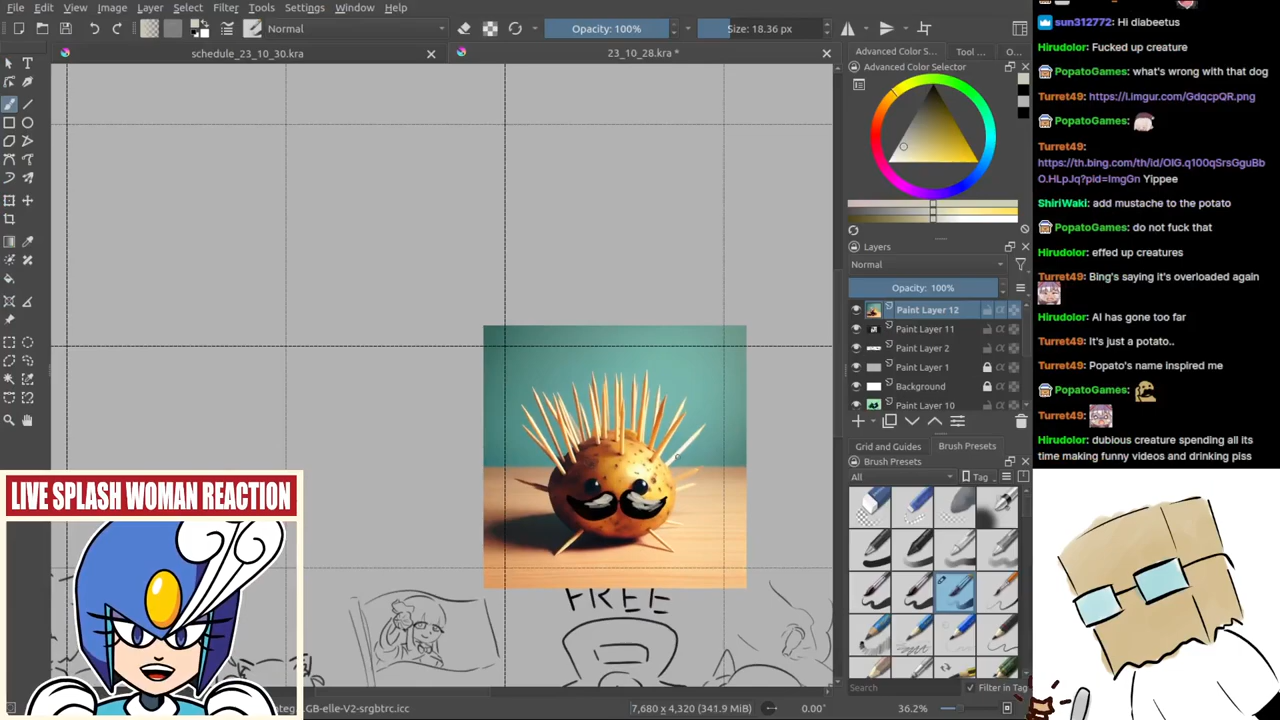 File Edit View Image Layer Select Filter Tools Settings Window Help
Normal
Opacity: 100%
Size: 18.36 px
schedule_23_10_30.kra
23_10_28.kra *
Advanced Color S...
Tool ...
O...
Advanced Color Selector
Layers
Normal
Opacity: 100%
Paint Layer 12
Paint Layer 11
Paint Layer 2
Paint Layer 1
Background
Paint Layer 10
Grid and Guides
Brush Presets
Brush Presets
All
Tag
Search
Filter in Tag
FREE
GB-elle-V2-srgbtrc.icc
7,680 x 4,320 (341.9 MiB)
0.00°
36.2%
LIVE SPLASH WOMAN REACTION
sun312772: Hi diabeetus
Hirudolor: Fucked up creature
PopatoGames: what's wrong with that dog
Turret49: https://i.imgur.com/GdqcpQR.png
PopatoGames:
Turret49:
https://th.bing.com/th/id/OIG.q100qSrsGguBb
O.HLpJq?pid=ImgGn Yippee
ShiriWaki: add mustache to the potato
PopatoGames: do not fuck that
Hirudolor: effed up creatures
Turret49: Bing's saying it's overloaded again
Hirudolor: AI has gone too far
Turret49: It's just a potato..
Turret49: Popato's name inspired me
PopatoGames:
Turret49:
Hirudolor: dubious creature spending all its
time making funny videos and drinking piss